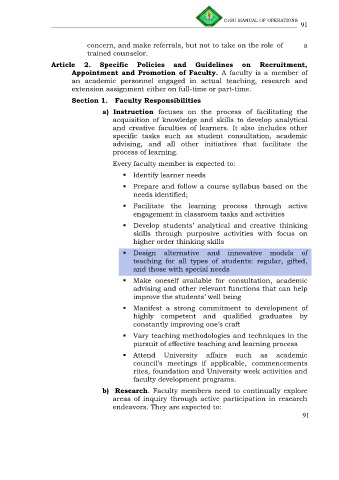 CvSU MANUAL OF OPERATIONS
91
concern, and make referrals, but not to take on the role of a
trained counselor.
Article 2. Specific Policies and Guidelines on Recruitment,
Appointment and Promotion of Faculty. A faculty is a member of
an academic personnel engaged in actual teaching, research and
extension assignment either on full-time or part-time.
Section 1. Faculty Responsibilities
a) Instruction focuses on the process of facilitating the
acquisition of knowledge and skills to develop analytical
and creative faculties of learners. It also includes other
specific tasks such as student consultation, academic
advising, and all other initiatives that facilitate the
process of learning.
Every faculty member is expected to:
▪ Identify learner needs
▪ Prepare and follow a course syllabus based on the
needs identified;
▪ Facilitate the learning process through active
engagement in classroom tasks and activities
▪ Develop students' analytical and creative thinking
skills through purposive activities with focus on
higher order thinking skills
▪ Design alternative and innovative models of
teaching for all types of students: regular, gifted,
and those with special needs
▪ Make oneself available for consultation, academic
advising and other relevant functions that can help
improve the students' well being
▪ Manifest a strong commitment to development of
highly competent and qualified graduates by
constantly improving one's craft
▪ Vary teaching methodologies and techniques in the
pursuit of effective teaching and learning process
▪ Attend University affairs such as academic
council's meetings if applicable, commencements
rites, foundation and University week activities and
faculty development programs.
b) Research. Faculty members need to continually explore
areas of inquiry through active participation in research
endeavors. They are expected to:
91